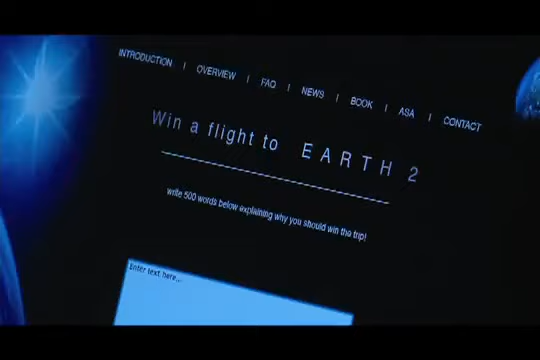 INTRODUCTION | OVERVIEW | FAQ | NEWS | BOOK | ASA | CONTACT
Win a flight to EARTH 2
write 500 words below explaining why you should win the trip!
Enter text here...